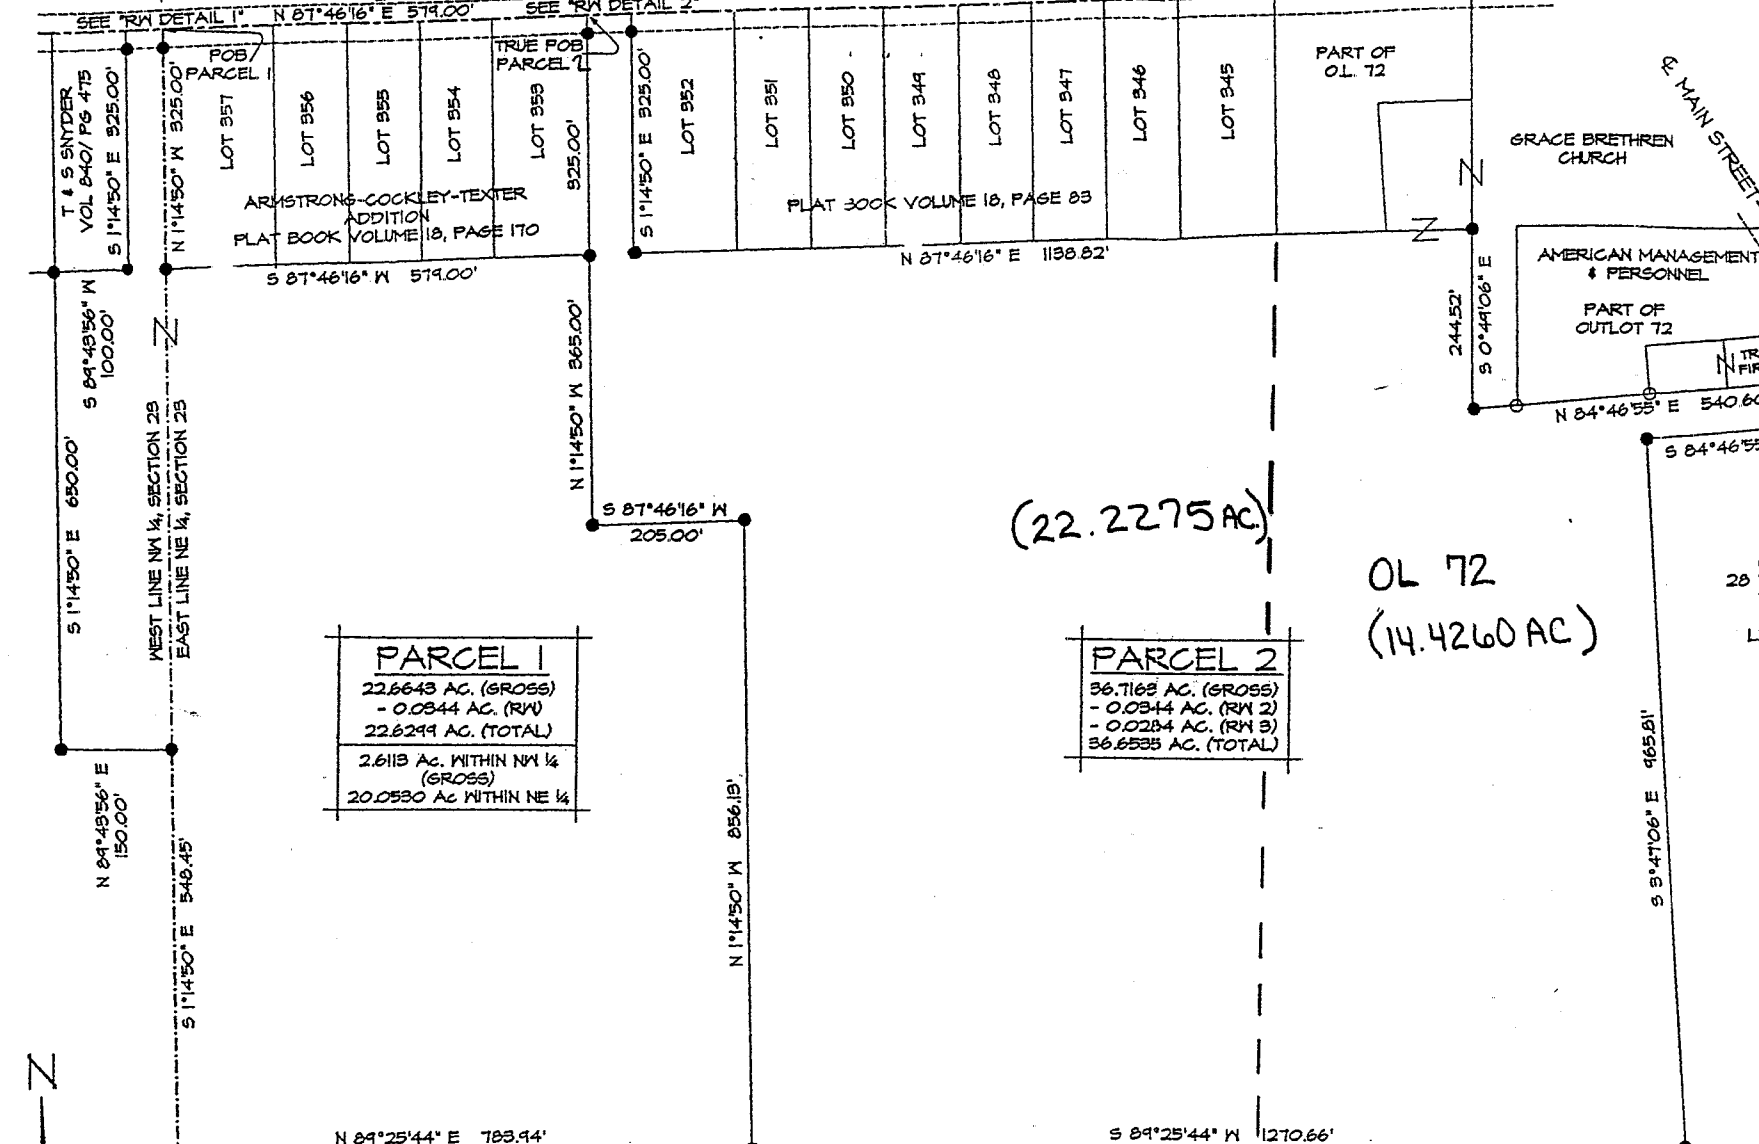 SEE "RW DETAIL 1"
N 87°46'16" E 579.00'
SEE "RW DETAIL 2"
POB
PARCEL 1
TRUE POB
PARCEL 2
T & S SNYDER
VOL 840/ PG 475
S 1°14'50" E 325.00'
N 1°14'50" W 325.00'
LOT 357
LOT 356
LOT 355
LOT 354
LOT 353
325.00'
S 1°14'50" E 325.00'
LOT 352
LOT 351
LOT 350
LOT 349
LOT 348
LOT 347
LOT 346
LOT 345
PART OF
O.L. 72
℄ MAIN STREET
GRACE BRETHREN
CHURCH
ARMSTRONG-COCKLEY-TEXTER
ADDITION
PLAT BOOK VOLUME 18, PAGE 170
PLAT BOOK VOLUME 18, PAGE 83
S 87°46'16" W 579.00'
N 87°46'16" E 1138.82'
AMERICAN MANAGEMENT
& PERSONNEL
PART OF
OUTLOT 72
S 89°43'56" W
100.00'
N 1°14'50" W 365.00'
244.52'
S 0°49'06" E
N 84°46'55" E 540.60
S 84°46'55
S 1°14'50" E 650.00'
WEST LINE NW ¼, SECTION 25
EAST LINE NE ¼, SECTION 25
S 87°46'16" W
205.00'
(22.2275 AC.)
OL 72
(14.4260 AC)
28
PARCEL 1
22.6643 AC. (GROSS)
- 0.0344 AC. (RW)
22.6299 AC. (TOTAL)
2.6113 Ac. WITHIN NW ¼
(GROSS)
20.0530 Ac WITHIN NE ¼
PARCEL 2
36.7163 AC. (GROSS)
- 0.0344 AC. (RW 2)
- 0.0284 AC. (RW 3)
36.6535 AC. (TOTAL)
N 89°43'56" E
150.00'
S 1°14'50" E 548.45'
N 1°14'50" W 856.13'
S 3°47'06" E 965.81'
N
N 89°25'44" E 783.94'
S 89°25'44" W 1270.66'